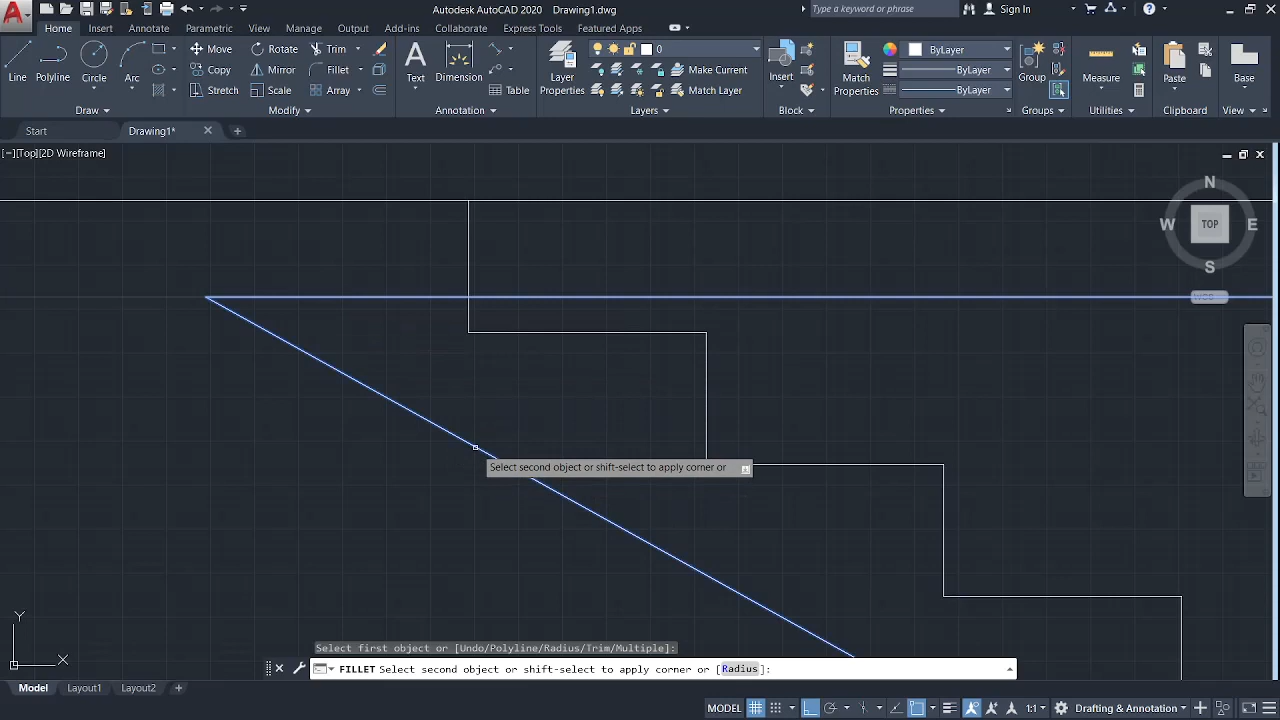 Autodesk AutoCAD 2020 Drawing1.dwg
Type a keyword or phrase
Sign In
Home Insert Annotate Parametric View Manage Output Add-ins Collaborate Express Tools Featured Apps
Line Polyline Circle Arc
Move Rotate Trim
Copy Mirror Fillet
Stretch Scale Array
Text Dimension Table
Layer Properties
0
Make Current
Match Layer
Insert
Match Properties
ByLayer
ByLayer
ByLayer
Group
Measure
Paste
Base
Draw Modify Annotation Layers Block Properties Groups Utilities Clipboard View
Start Drawing1*
[−][Top][2D Wireframe]
N
W TOP E
S
Select second object or shift-select to apply corner or
Y
X
Select first object or [Undo/Polyline/Radius/Trim/Multiple]:
FILLET Select second object or shift-select to apply corner or [Radius]:
Model Layout1 Layout2
MODEL 1:1 Drafting & Annotation